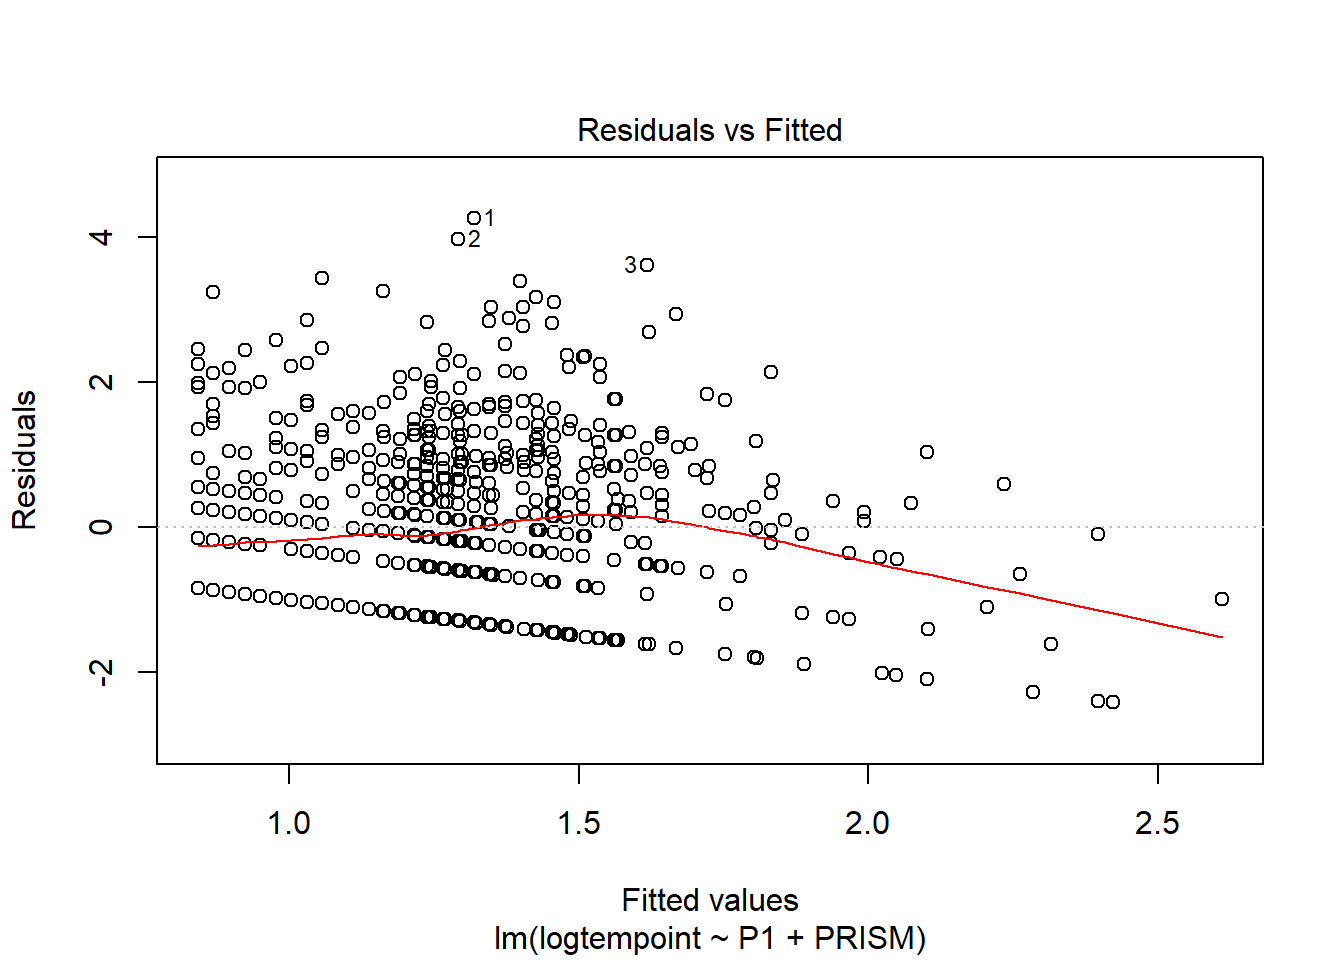 Residuals vs Fitted
Residuals
4
2
0
-2
1
2
3
1.0
1.5
2.0
2.5
Fitted values
lm(logtempoint ~ P1 + PRISM)